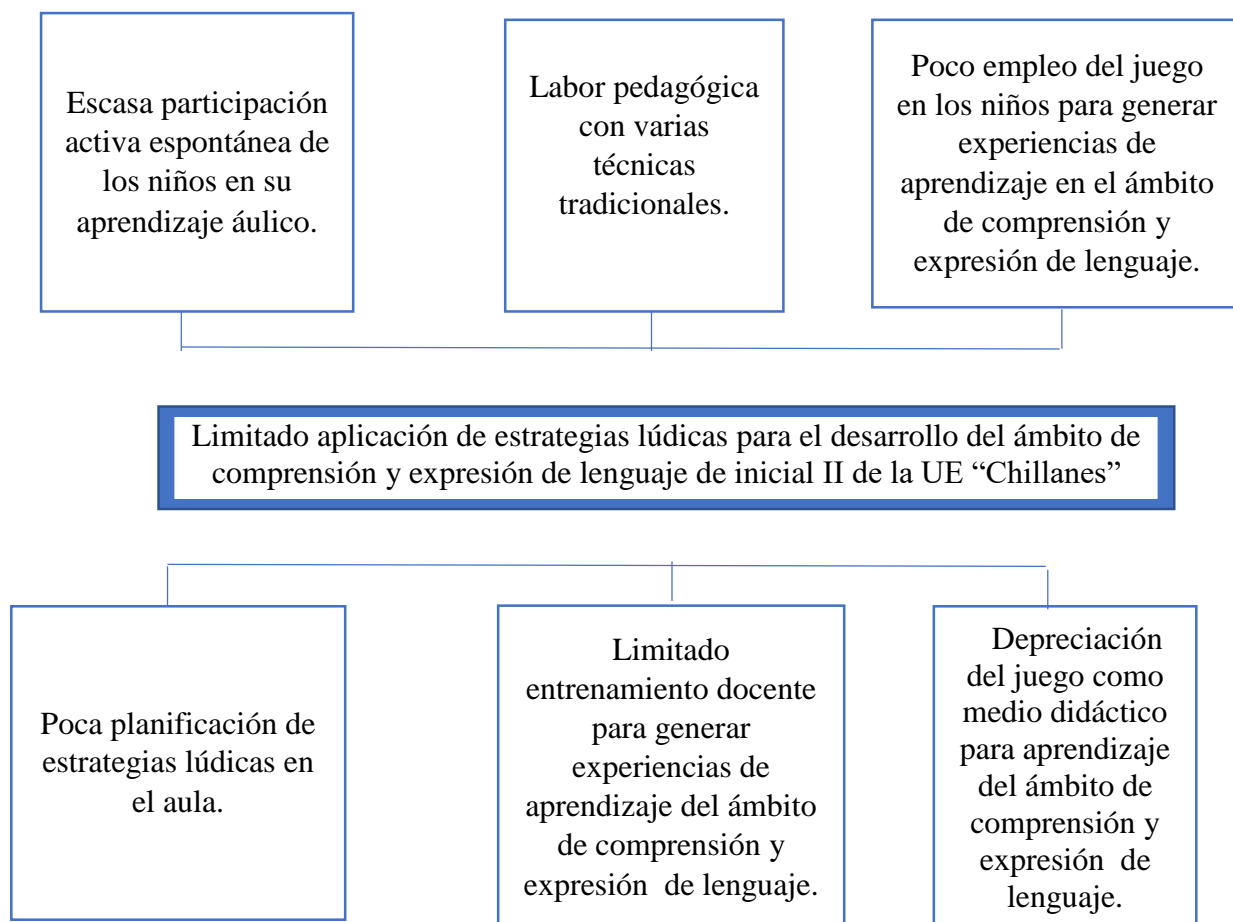 Escasa participación
activa espontánea de
los niños en su
aprendizaje áulico.
Labor pedagógica
con varias
técnicas
tradicionales.
Poco empleo del juego
en los niños para generar
experiencias de
aprendizaje en el ámbito
de comprensión y
expresión de lenguaje.
Limitado aplicación de estrategias lúdicas para el desarrollo del ámbito de
comprensión y expresión de lenguaje de inicial II de la UE “Chillanes”
Poca planificación de
estrategias lúdicas en
el aula.
Limitado
entrenamiento docente
para generar
experiencias de
aprendizaje del ámbito
de comprensión y
expresión de lenguaje.
Depreciación
del juego como
medio didáctico
para aprendizaje
del ámbito de
comprensión y
expresión de
lenguaje.